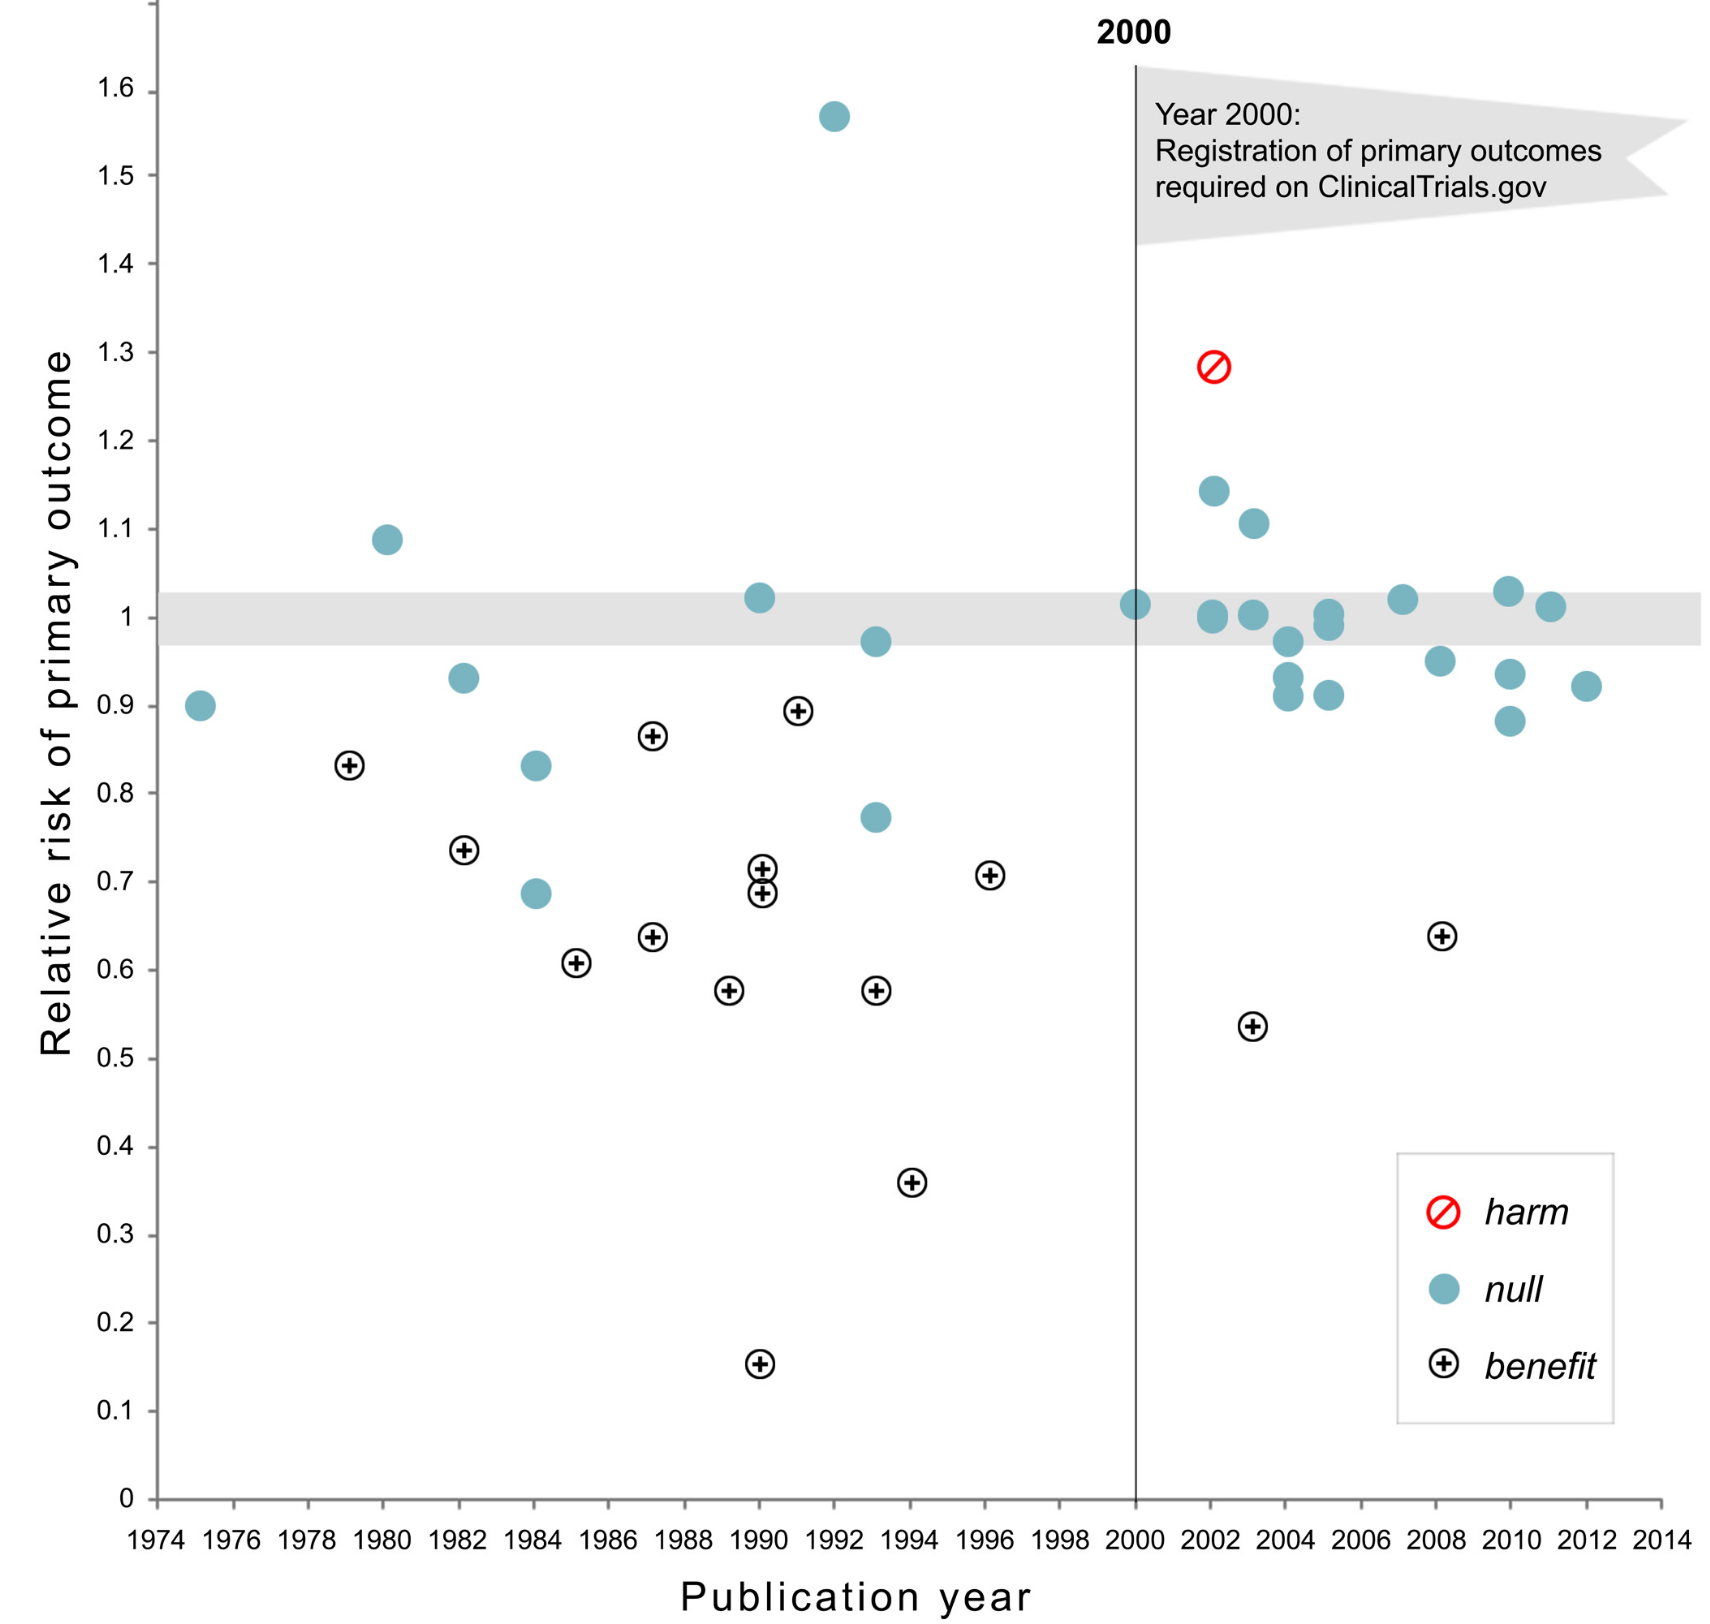 2000
Year 2000:
Registration of primary outcomes
required on ClinicalTrials.gov
Relative risk of primary outcome
1.6
1.5
1.4
1.3
1.2
1.1
1
0.9
0.8
0.7
0.6
0.5
0.4
0.3
0.2
0.1
0
harm
null
benefit
1974 1976 1978 1980 1982 1984 1986 1988 1990 1992 1994 1996 1998 2000 2002 2004 2006 2008 2010 2012 2014
Publication year